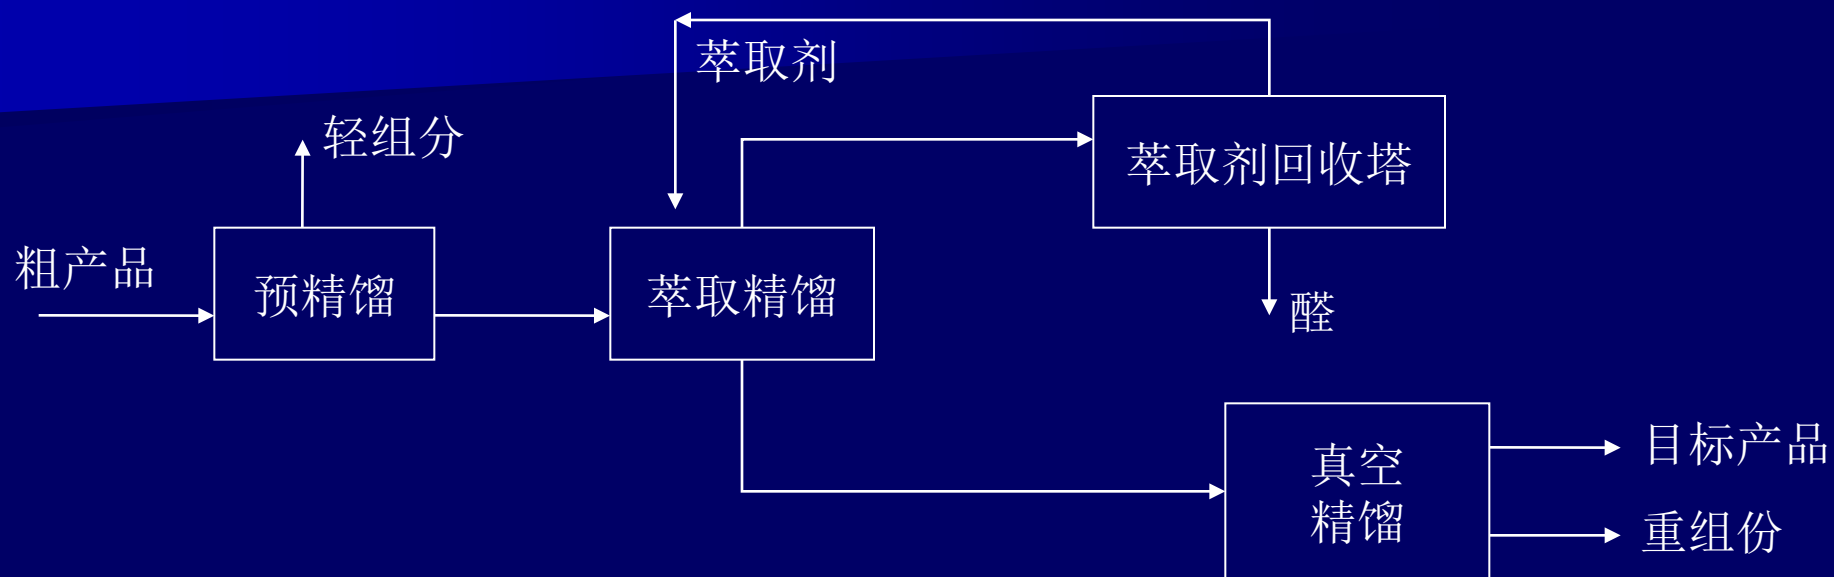 萃取剂
轻组分
萃取剂回收塔
粗产品
预精馏
萃取精馏
醛
目标产品
真空
精馏
重组份